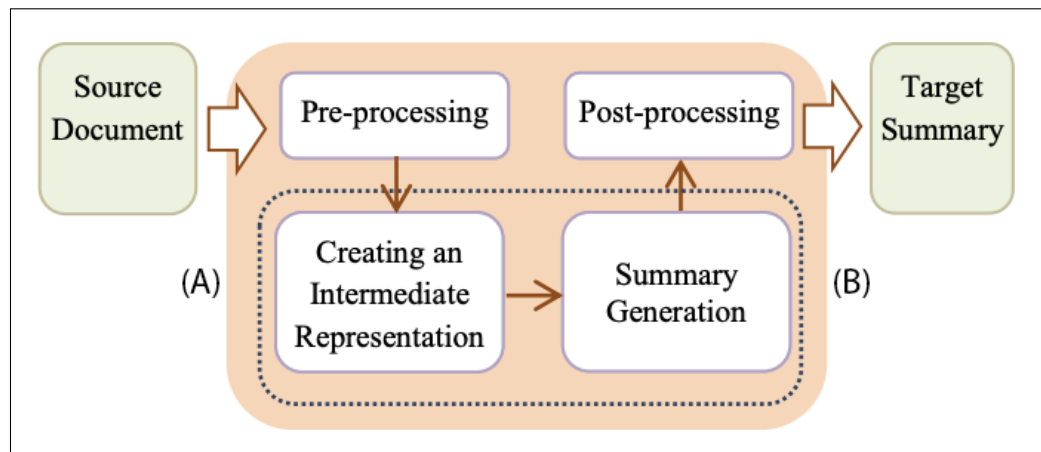 Source
Document
Pre-processing
Post-processing
Target
Summary
(A)
Creating an
Intermediate
Representation
Summary
Generation
(B)